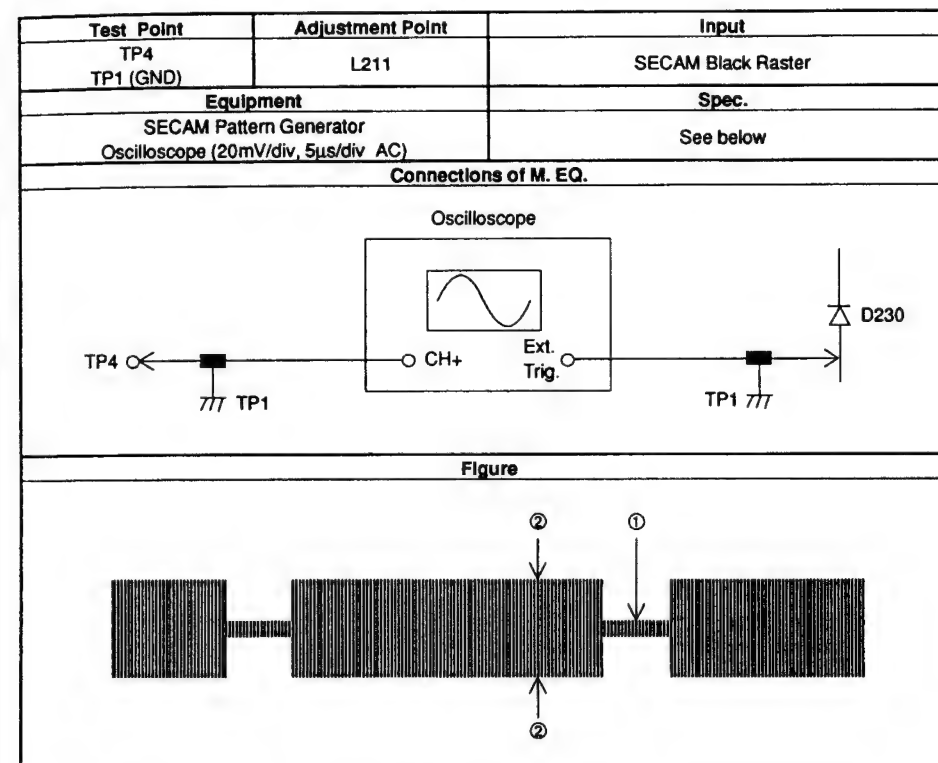 Test Point Adjustment Point Input
TP4
TP1 (GND)
L211
SECAM Black Raster
Equipment Spec.
SECAM Pattern Generator
Oscilloscope (20mV/div, 5µs/div AC)
See below
Connections of M. EQ.
Oscilloscope
D230
TP4
CH+
Ext.
Trig.
TP1
TP1
Figure
② ①
②